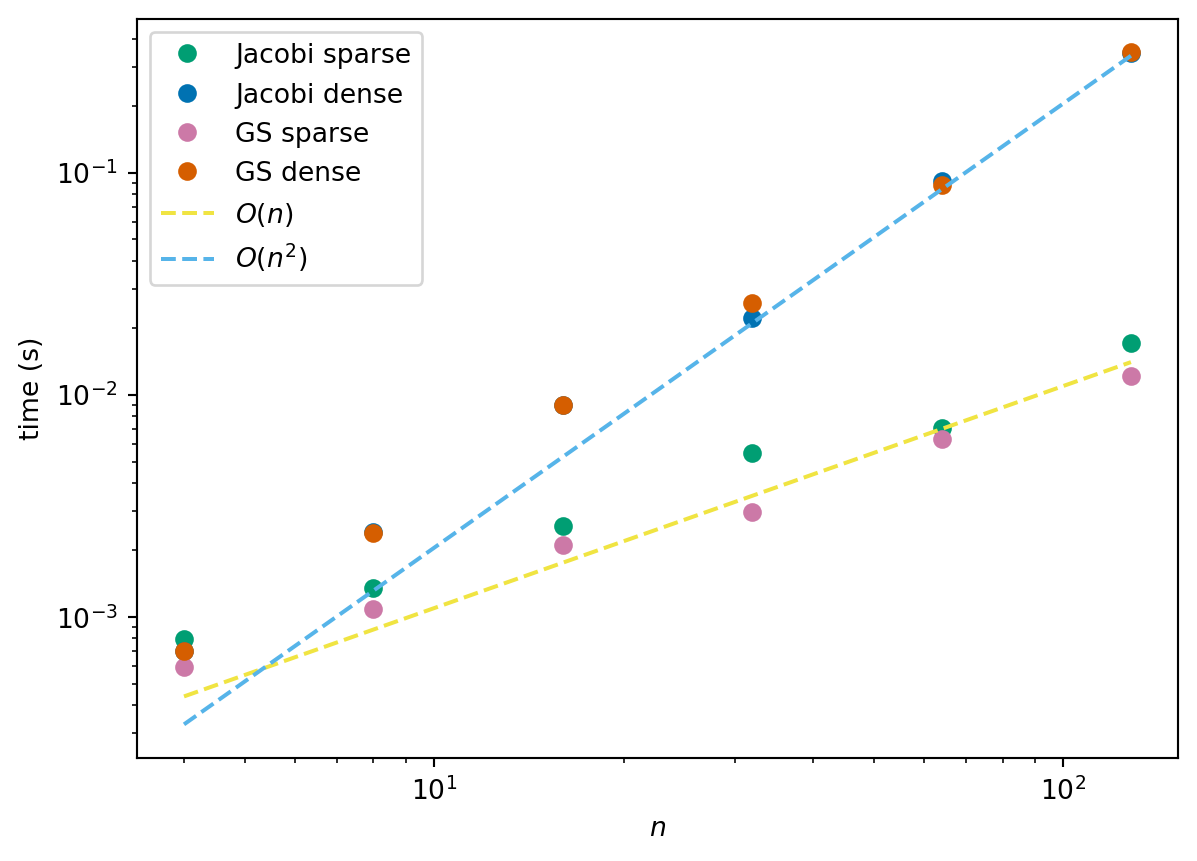 Jacobi sparse
Jacobi dense
GS sparse
GS dense
O(n)
O(n²)
10⁻¹
10⁻²
10⁻³
time (s)
10¹
10²
n